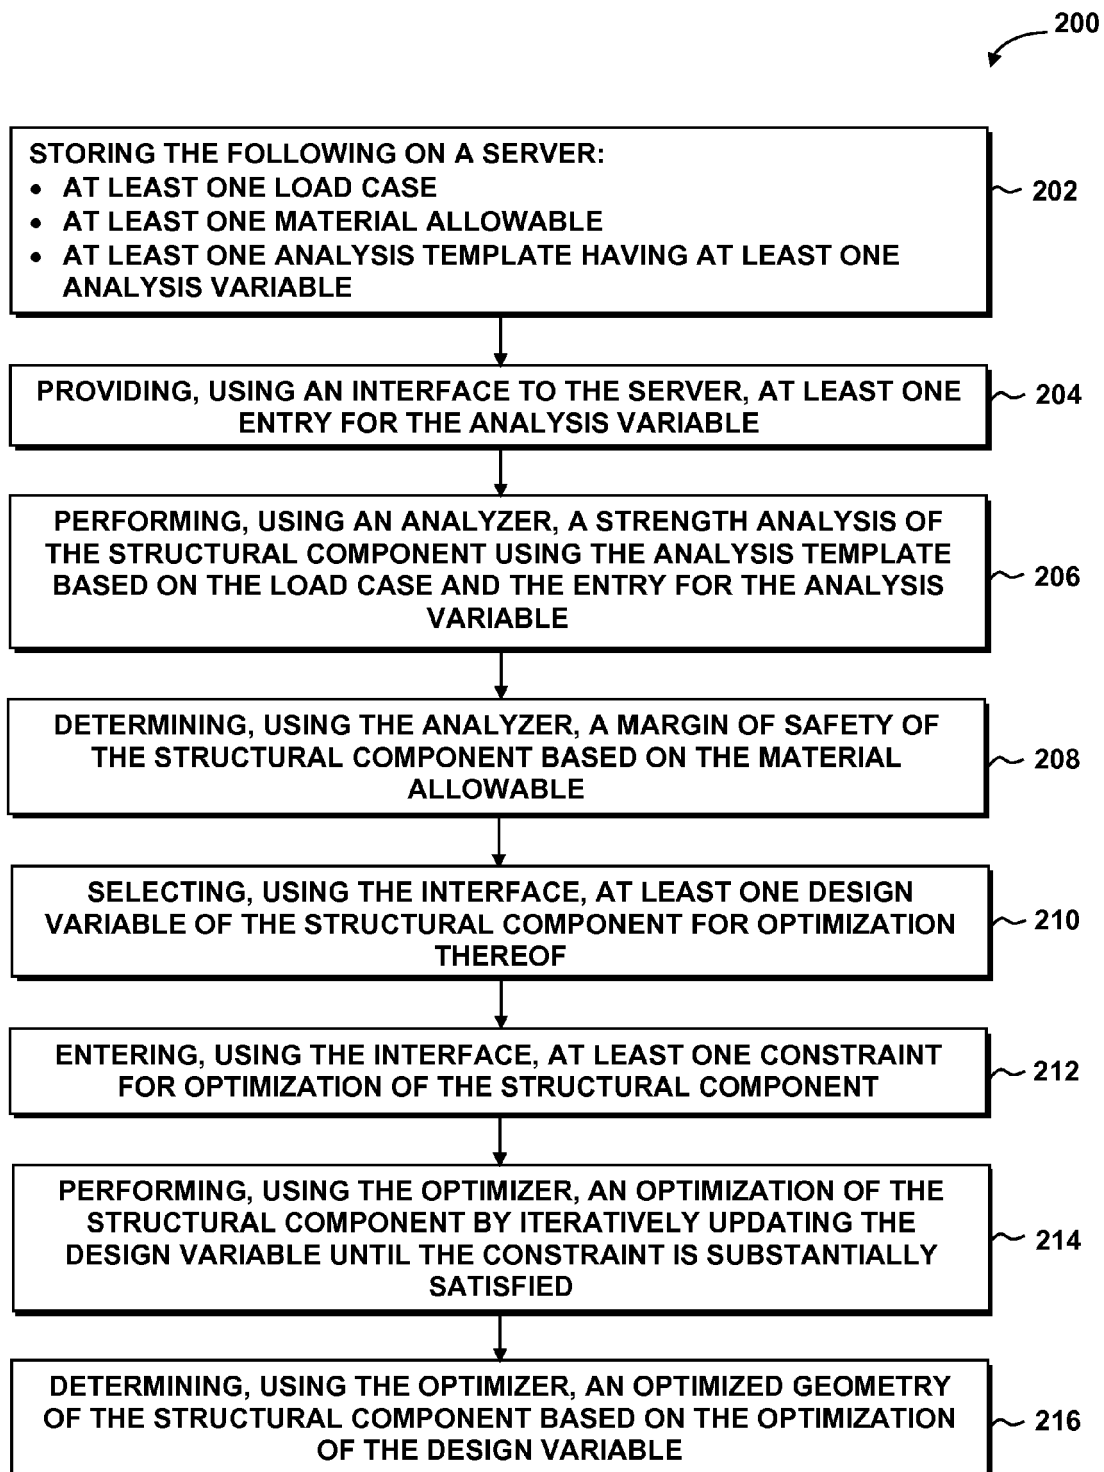 200
STORING THE FOLLOWING ON A SERVER:
• AT LEAST ONE LOAD CASE
• AT LEAST ONE MATERIAL ALLOWABLE
• AT LEAST ONE ANALYSIS TEMPLATE HAVING AT LEAST ONE
ANALYSIS VARIABLE
202
PROVIDING, USING AN INTERFACE TO THE SERVER, AT LEAST ONE
ENTRY FOR THE ANALYSIS VARIABLE
204
PERFORMING, USING AN ANALYZER, A STRENGTH ANALYSIS OF
THE STRUCTURAL COMPONENT USING THE ANALYSIS TEMPLATE
BASED ON THE LOAD CASE AND THE ENTRY FOR THE ANALYSIS
VARIABLE
206
DETERMINING, USING THE ANALYZER, A MARGIN OF SAFETY OF
THE STRUCTURAL COMPONENT BASED ON THE MATERIAL
ALLOWABLE
208
SELECTING, USING THE INTERFACE, AT LEAST ONE DESIGN
VARIABLE OF THE STRUCTURAL COMPONENT FOR OPTIMIZATION
THEREOF
210
ENTERING, USING THE INTERFACE, AT LEAST ONE CONSTRAINT
FOR OPTIMIZATION OF THE STRUCTURAL COMPONENT
212
PERFORMING, USING THE OPTIMIZER, AN OPTIMIZATION OF THE
STRUCTURAL COMPONENT BY ITERATIVELY UPDATING THE
DESIGN VARIABLE UNTIL THE CONSTRAINT IS SUBSTANTIALLY
SATISFIED
214
DETERMINING, USING THE OPTIMIZER, AN OPTIMIZED GEOMETRY
OF THE STRUCTURAL COMPONENT BASED ON THE OPTIMIZATION
OF THE DESIGN VARIABLE
216